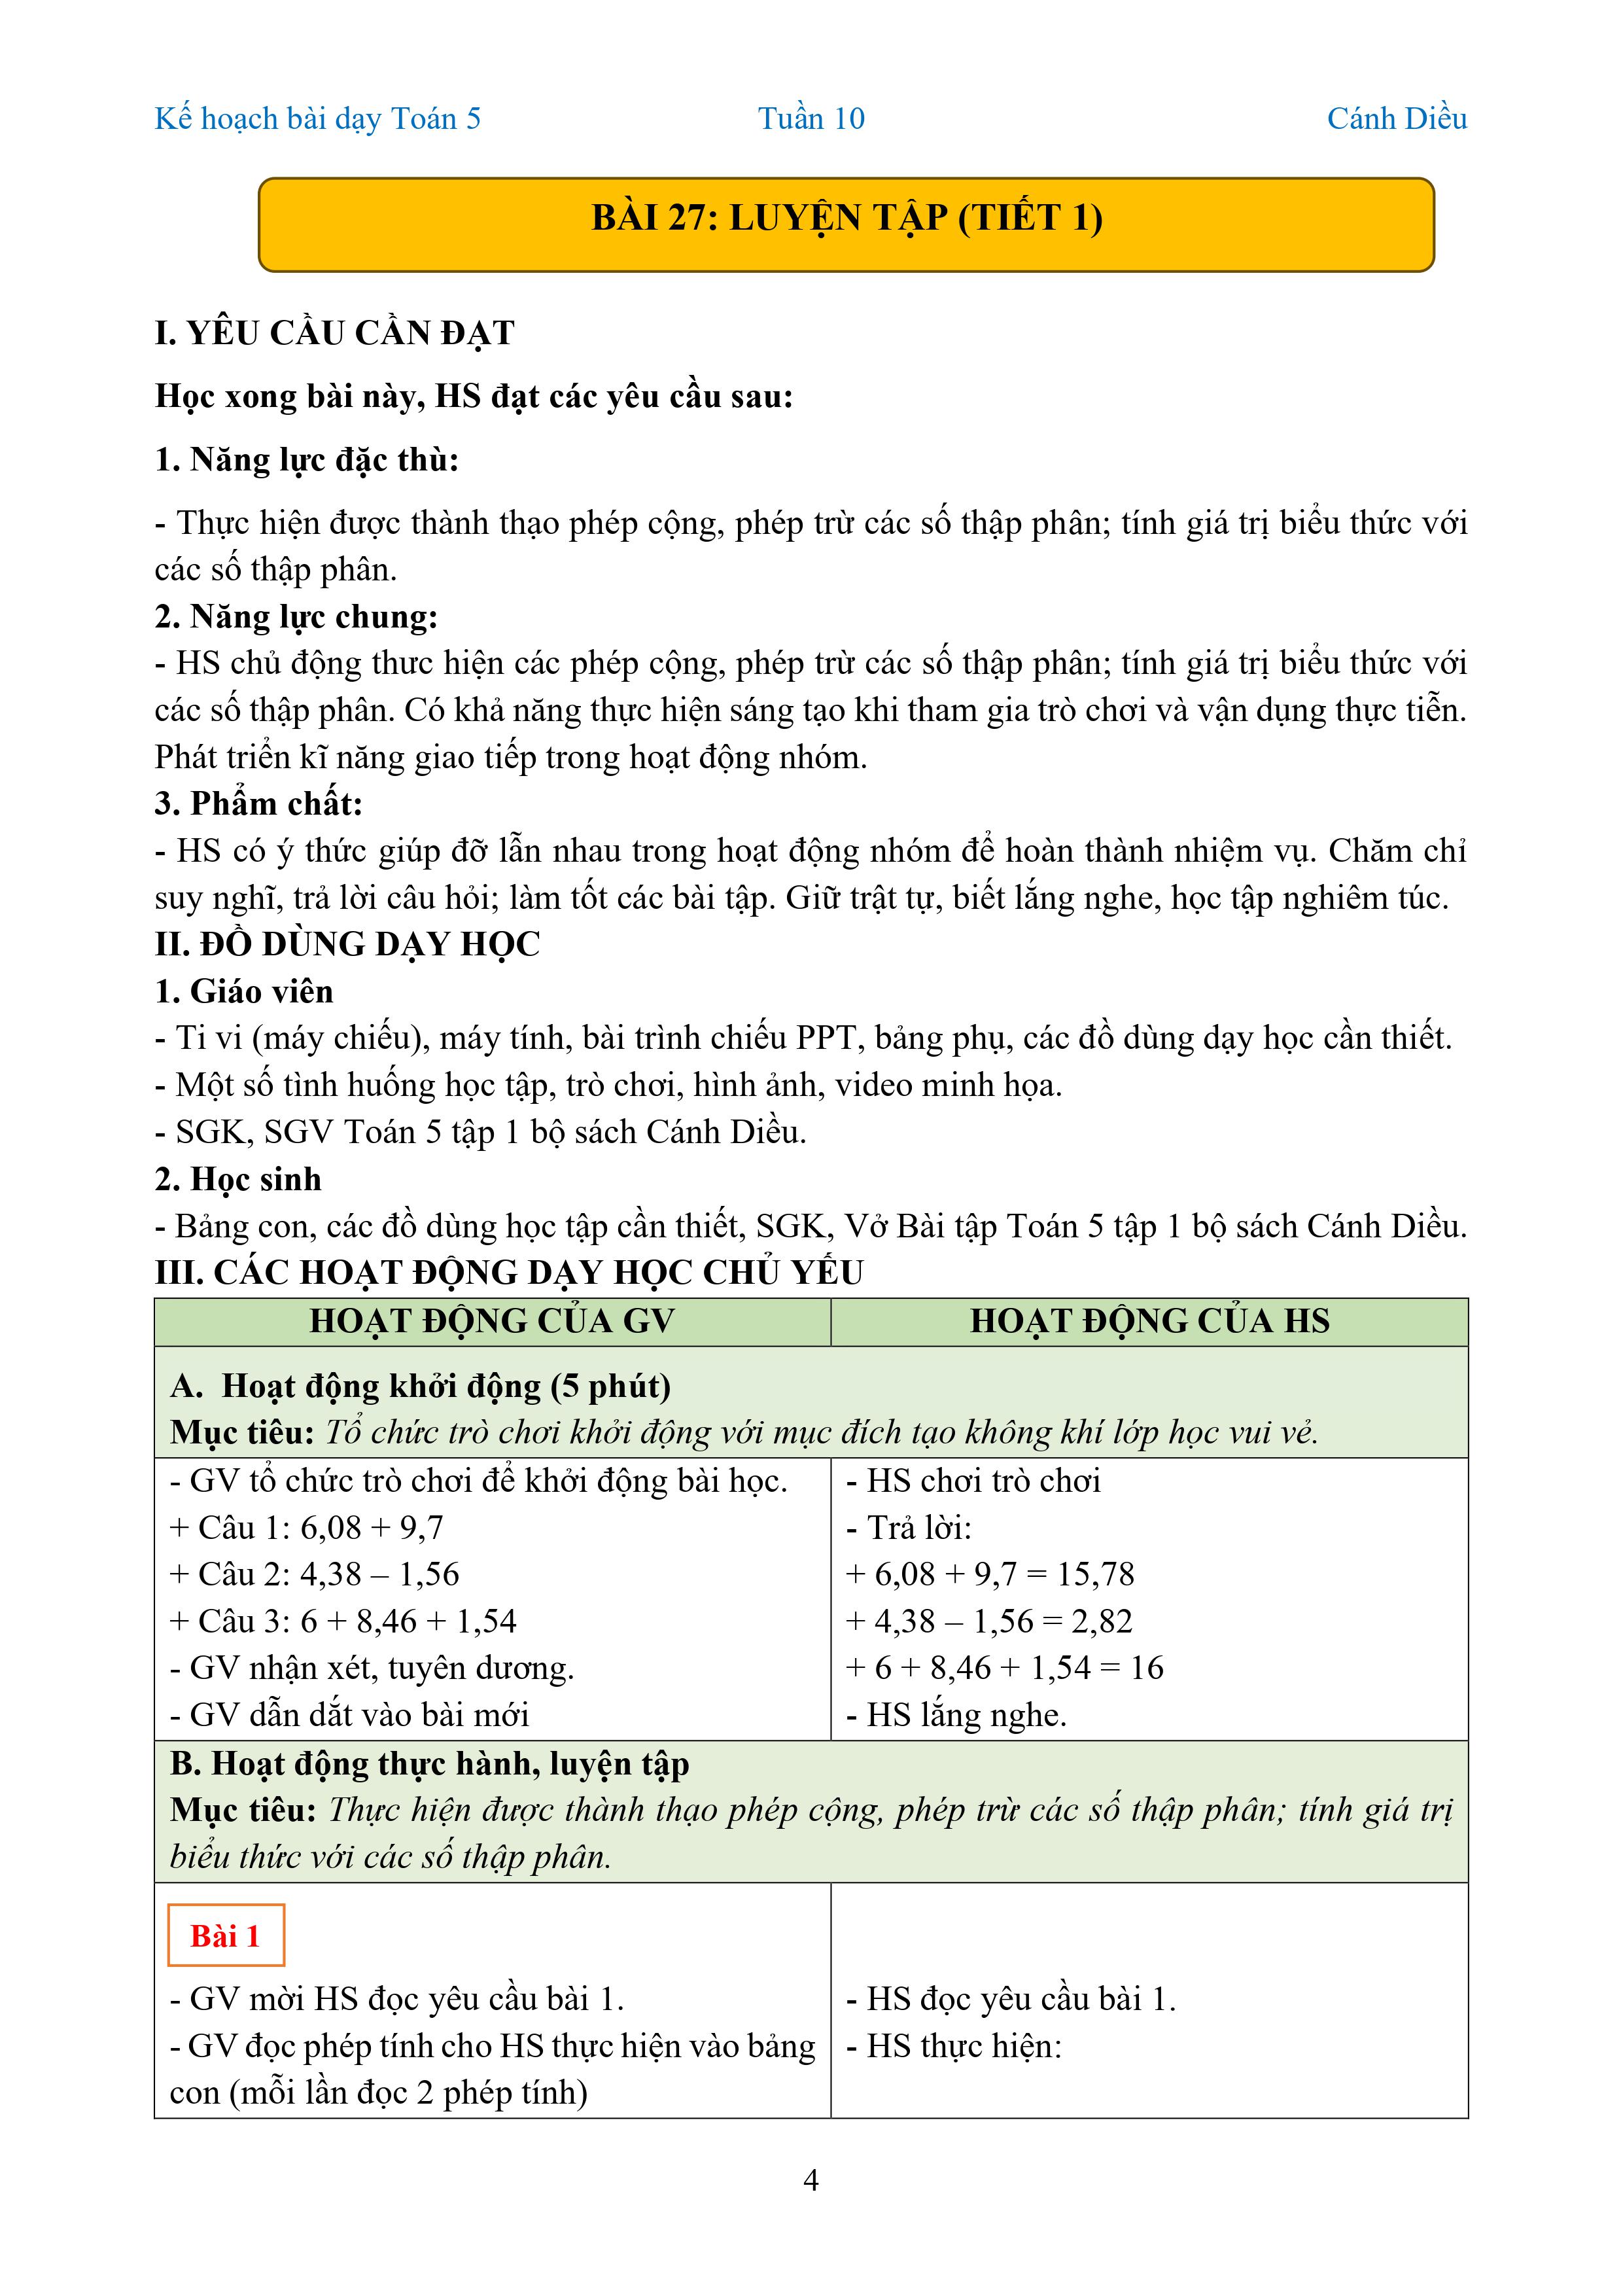 Kế hoạch bài dạy Toán 5 Tuần 10 Cánh Diều
BÀI 27: LUYỆN TẬP (TIẾT 1)
I. YÊU CẦU CẦN ĐẠT
Học xong bài này, HS đạt các yêu cầu sau:
1. Năng lực đặc thù:
- Thực hiện được thành thạo phép cộng, phép trừ các số thập phân; tính giá trị biểu thức với
các số thập phân.
2. Năng lực chung:
- HS chủ động thưc hiện các phép cộng, phép trừ các số thập phân; tính giá trị biểu thức với
các số thập phân. Có khả năng thực hiện sáng tạo khi tham gia trò chơi và vận dụng thực tiễn.
Phát triển kĩ năng giao tiếp trong hoạt động nhóm.
3. Phẩm chất:
- HS có ý thức giúp đỡ lẫn nhau trong hoạt động nhóm để hoàn thành nhiệm vụ. Chăm chỉ
suy nghĩ, trả lời câu hỏi; làm tốt các bài tập. Giữ trật tự, biết lắng nghe, học tập nghiêm túc.
II. ĐỒ DÙNG DẠY HỌC
1. Giáo viên
- Ti vi (máy chiếu), máy tính, bài trình chiếu PPT, bảng phụ, các đồ dùng dạy học cần thiết.
- Một số tình huống học tập, trò chơi, hình ảnh, video minh họa.
- SGK, SGV Toán 5 tập 1 bộ sách Cánh Diều.
2. Học sinh
- Bảng con, các đồ dùng học tập cần thiết, SGK, Vở Bài tập Toán 5 tập 1 bộ sách Cánh Diều.
III. CÁC HOẠT ĐỘNG DẠY HỌC CHỦ YẾU
HOẠT ĐỘNG CỦA GV
HOẠT ĐỘNG CỦA HS
A. Hoạt động khởi động (5 phút)
Mục tiêu: Tổ chức trò chơi khởi động với mục đích tạo không khí lớp học vui vẻ.
- GV tổ chức trò chơi để khởi động bài học.
+ Câu 1: 6,08 + 9,7
+ Câu 2: 4,38 – 1,56
+ Câu 3: 6 + 8,46 + 1,54
- GV nhận xét, tuyên dương.
- GV dẫn dắt vào bài mới
- HS chơi trò chơi
- Trả lời:
+ 6,08 + 9,7 = 15,78
+ 4,38 – 1,56 = 2,82
+ 6 + 8,46 + 1,54 = 16
- HS lắng nghe.
B. Hoạt động thực hành, luyện tập
Mục tiêu: Thực hiện được thành thạo phép cộng, phép trừ các số thập phân; tính giá trị
biểu thức với các số thập phân.
Bài 1
- GV mời HS đọc yêu cầu bài 1.
- GV đọc phép tính cho HS thực hiện vào bảng
con (mỗi lần đọc 2 phép tính)
- HS đọc yêu cầu bài 1.
- HS thực hiện:
4